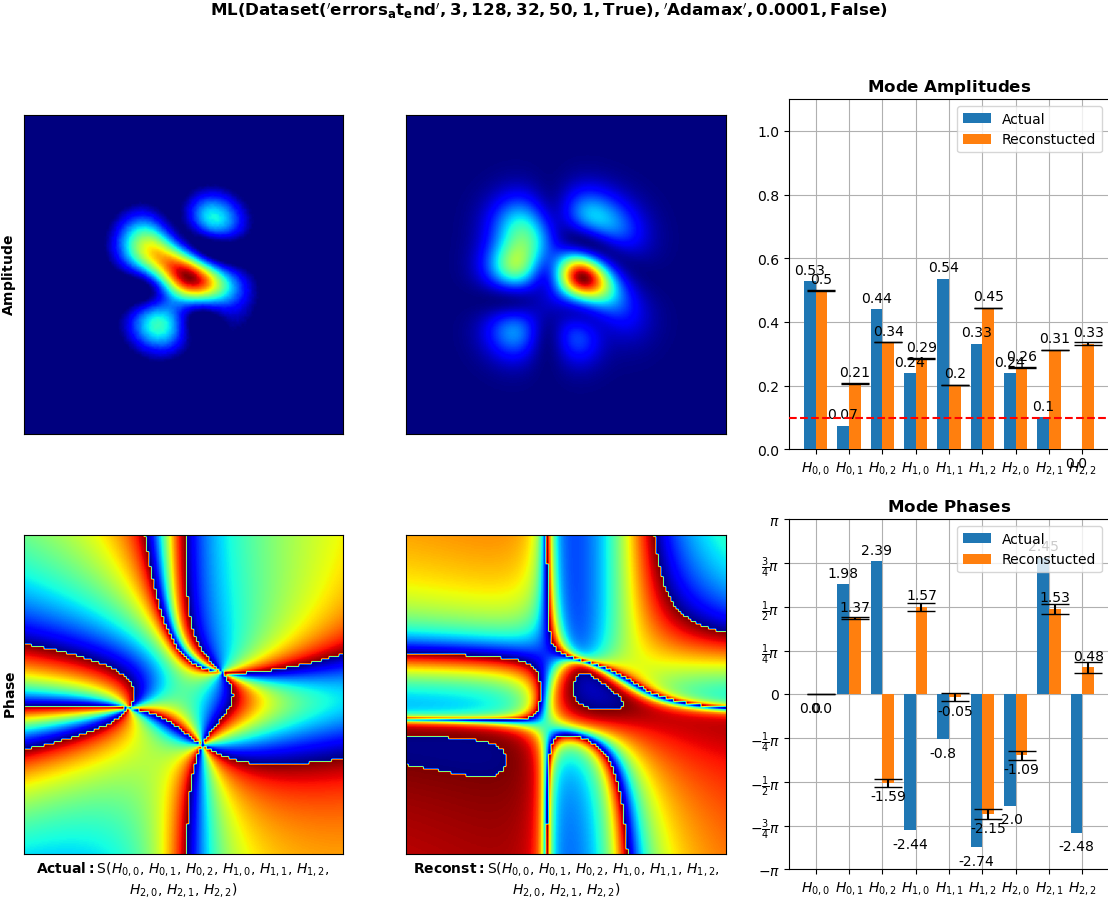 ML(Dataset('errors_at_end', 3, 128, 32, 50, 1, True), 'Adamax', 0.0001, False)
Amplitude
Mode Amplitudes
Actual
Reconstucted
1.0
0.8
0.6
0.4
0.2
0.0
0.53 0.5
0.07 0.21
0.44 0.34
0.24 0.29
0.54 0.2
0.33 0.45
0.24 0.26
0.1 0.31
0.0 0.33
H0,0 H0,1 H0,2 H1,0 H1,1 H1,2 H2,0 H2,1 H2,2
Phase
Mode Phases
Actual
Reconstucted
π
3/4π
1/2π
1/4π
0
−1/4π
−1/2π
−3/4π
−π
0.0 0.0
1.98 1.37
2.39 -1.59
-2.44 1.57
-0.8 -0.05
-2.74 -2.15
-2.0 -1.09
2.45 1.53
-2.48 0.48
H0,0 H0,1 H0,2 H1,0 H1,1 H1,2 H2,0 H2,1 H2,2
Actual: S(H0,0, H0,1, H0,2, H1,0, H1,1, H1,2,
H2,0, H2,1, H2,2)
Reconst: S(H0,0, H0,1, H0,2, H1,0, H1,1, H1,2,
H2,0, H2,1, H2,2)